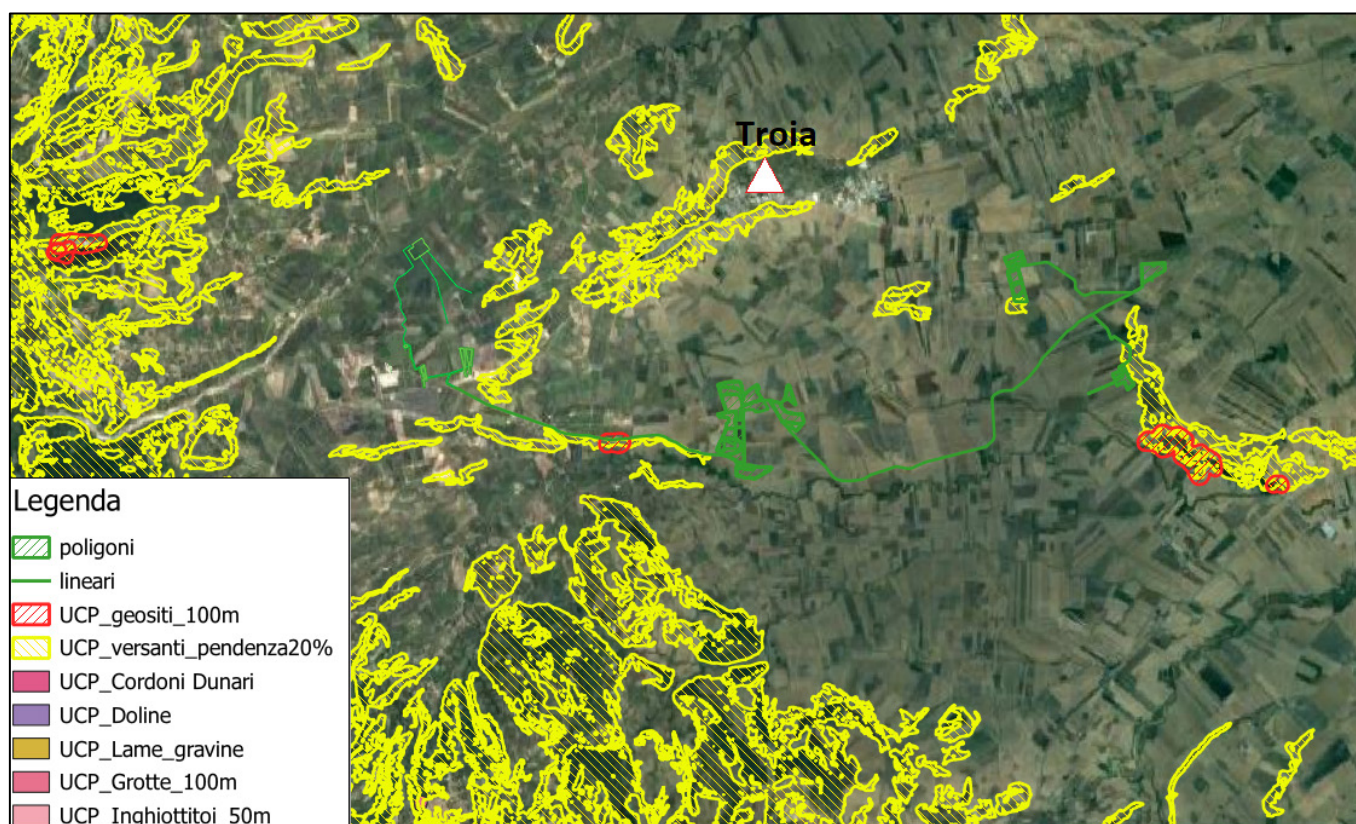 Troia
Legenda
poligoni
lineari
UCP_geositi_100m
UCP_versanti_pendenza20%
UCP_Cordoni Dunari
UCP_Doline
UCP_Lame_gravine
UCP_Grotte_100m
UCP_Inghiottitoi_50m